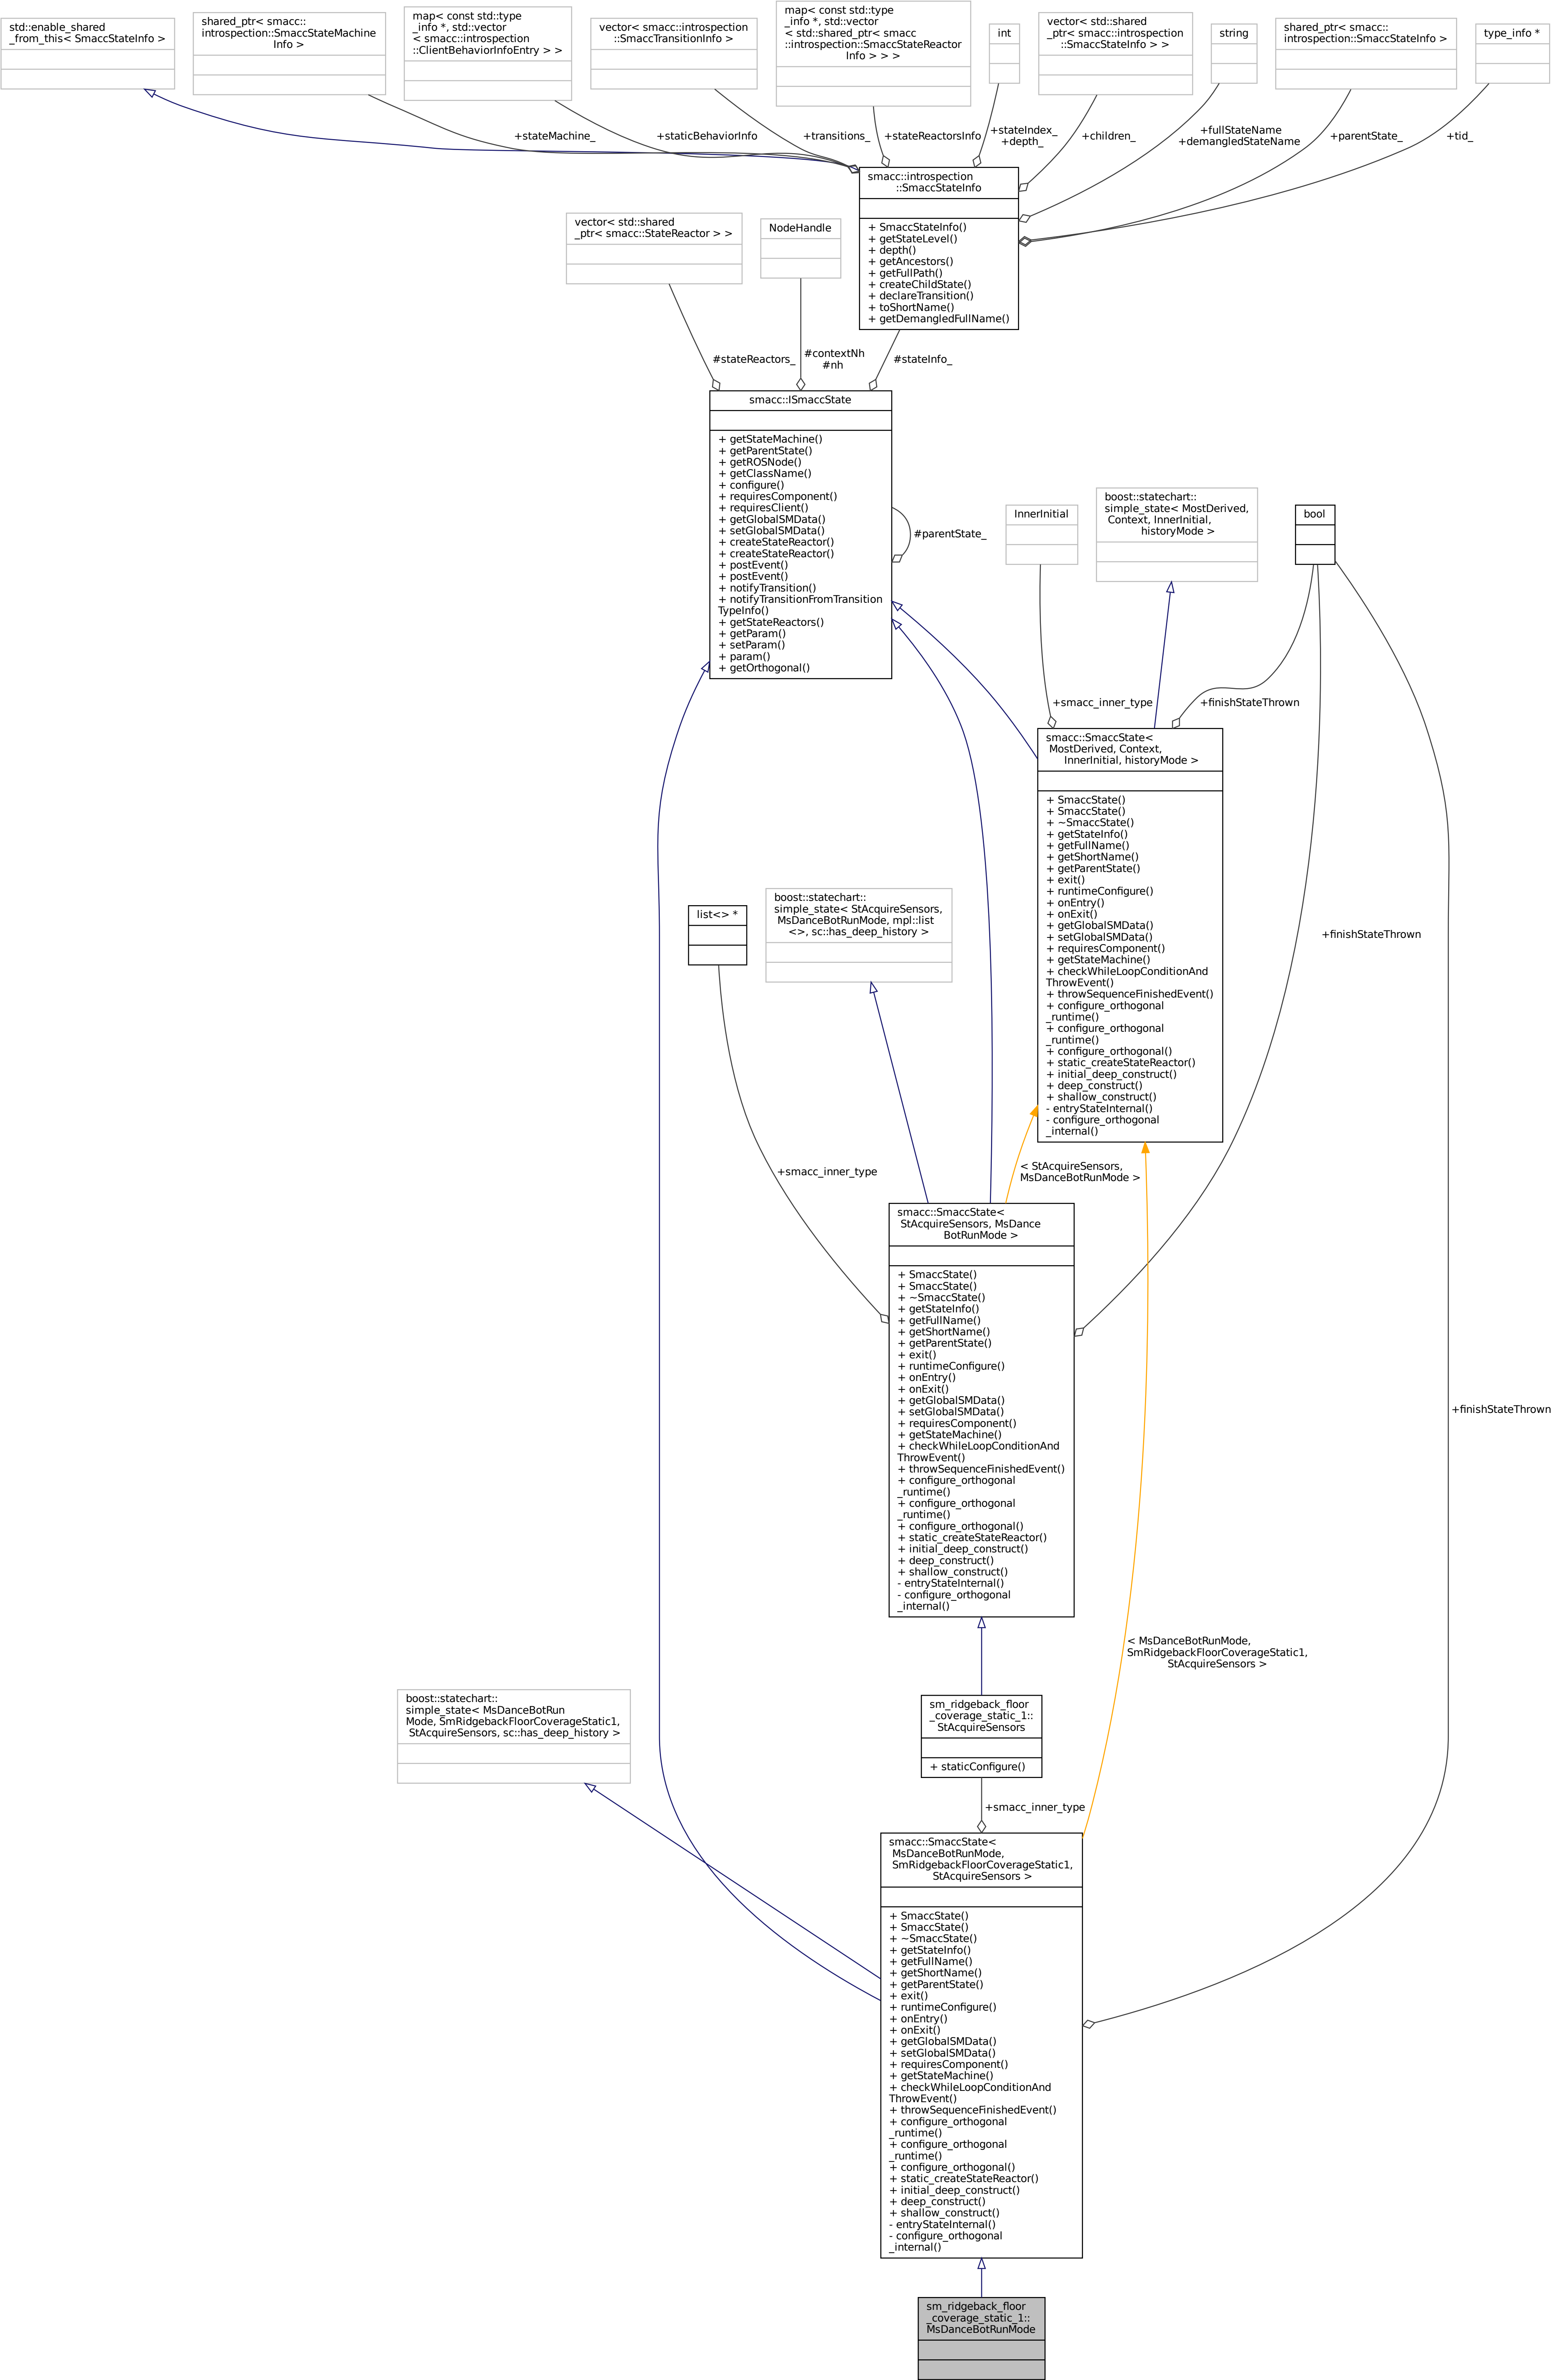 std::enable_shared
_from_this< SmaccStateInfo >
shared_ptr< smacc::
introspection::SmaccStateMachine
Info >
map< const std::type
_info *, std::vector
< smacc::introspection
::ClientBehaviorInfoEntry > >
vector< smacc::introspection
::SmaccTransitionInfo >
map< const std::type
_info *, std::vector
< std::shared_ptr< smacc
::introspection::SmaccStateReactor
Info > > >
int
vector< std::shared
_ptr< smacc::introspection
::SmaccStateInfo > >
string
shared_ptr< smacc::
introspection::SmaccStateInfo >
type_info *
+stateMachine_
+staticBehaviorInfo
+transitions_
+stateReactorsInfo
+stateIndex_
+depth_
+children_
+fullStateName
+demangledStateName
+parentState_
+tid_
smacc::introspection
::SmaccStateInfo
+ SmaccStateInfo()
+ getStateLevel()
+ depth()
+ getAncestors()
+ getFullPath()
+ createChildState()
+ declareTransition()
+ toShortName()
+ getDemangledFullName()
vector< std::shared
_ptr< smacc::StateReactor > >
NodeHandle
#stateReactors_
#contextNh
#nh
#stateInfo_
smacc::ISmaccState
+ getStateMachine()
+ getParentState()
+ getROSNode()
+ getClassName()
+ configure()
+ requiresComponent()
+ requiresClient()
+ getGlobalSMData()
+ setGlobalSMData()
+ createStateReactor()
+ createStateReactor()
+ postEvent()
+ postEvent()
+ notifyTransition()
+ notifyTransitionFromTransition
TypeInfo()
+ getStateReactors()
+ getParam()
+ setParam()
+ param()
+ getOrthogonal()
#parentState_
InnerInitial
boost::statechart::
simple_state< MostDerived,
Context, InnerInitial,
historyMode >
bool
+smacc_inner_type
+finishStateThrown
smacc::SmaccState<
MostDerived, Context,
InnerInitial, historyMode >
+ SmaccState()
+ SmaccState()
+ ~SmaccState()
+ getStateInfo()
+ getFullName()
+ getShortName()
+ getParentState()
+ exit()
+ runtimeConfigure()
+ onEntry()
+ onExit()
+ getGlobalSMData()
+ setGlobalSMData()
+ requiresComponent()
+ getStateMachine()
+ checkWhileLoopConditionAnd
ThrowEvent()
+ throwSequenceFinishedEvent()
+ configure_orthogonal
_runtime()
+ configure_orthogonal
_runtime()
+ configure_orthogonal()
+ static_createStateReactor()
+ initial_deep_construct()
+ deep_construct()
+ shallow_construct()
- entryStateInternal()
- configure_orthogonal
_internal()
list<> *
boost::statechart::
simple_state< StAcquireSensors,
MsDanceBotRunMode, mpl::list
<>, sc::has_deep_history >
+finishStateThrown
+smacc_inner_type
< StAcquireSensors,
MsDanceBotRunMode >
smacc::SmaccState<
StAcquireSensors, MsDance
BotRunMode >
+ SmaccState()
+ SmaccState()
+ ~SmaccState()
+ getStateInfo()
+ getFullName()
+ getShortName()
+ getParentState()
+ exit()
+ runtimeConfigure()
+ onEntry()
+ onExit()
+ getGlobalSMData()
+ setGlobalSMData()
+ requiresComponent()
+ getStateMachine()
+ checkWhileLoopConditionAnd
ThrowEvent()
+ throwSequenceFinishedEvent()
+ configure_orthogonal
_runtime()
+ configure_orthogonal
_runtime()
+ configure_orthogonal()
+ static_createStateReactor()
+ initial_deep_construct()
+ deep_construct()
+ shallow_construct()
- entryStateInternal()
- configure_orthogonal
_internal()
+finishStateThrown
< MsDanceBotRunMode,
SmRidgebackFloorCoverageStatic1,
StAcquireSensors >
boost::statechart::
simple_state< MsDanceBotRun
Mode, SmRidgebackFloorCoverageStatic1,
StAcquireSensors, sc::has_deep_history >
sm_ridgeback_floor
_coverage_static_1::
StAcquireSensors
+ staticConfigure()
+smacc_inner_type
smacc::SmaccState<
MsDanceBotRunMode,
SmRidgebackFloorCoverageStatic1,
StAcquireSensors >
+ SmaccState()
+ SmaccState()
+ ~SmaccState()
+ getStateInfo()
+ getFullName()
+ getShortName()
+ getParentState()
+ exit()
+ runtimeConfigure()
+ onEntry()
+ onExit()
+ getGlobalSMData()
+ setGlobalSMData()
+ requiresComponent()
+ getStateMachine()
+ checkWhileLoopConditionAnd
ThrowEvent()
+ throwSequenceFinishedEvent()
+ configure_orthogonal
_runtime()
+ configure_orthogonal
_runtime()
+ configure_orthogonal()
+ static_createStateReactor()
+ initial_deep_construct()
+ deep_construct()
+ shallow_construct()
- entryStateInternal()
- configure_orthogonal
_internal()
sm_ridgeback_floor
_coverage_static_1::
MsDanceBotRunMode